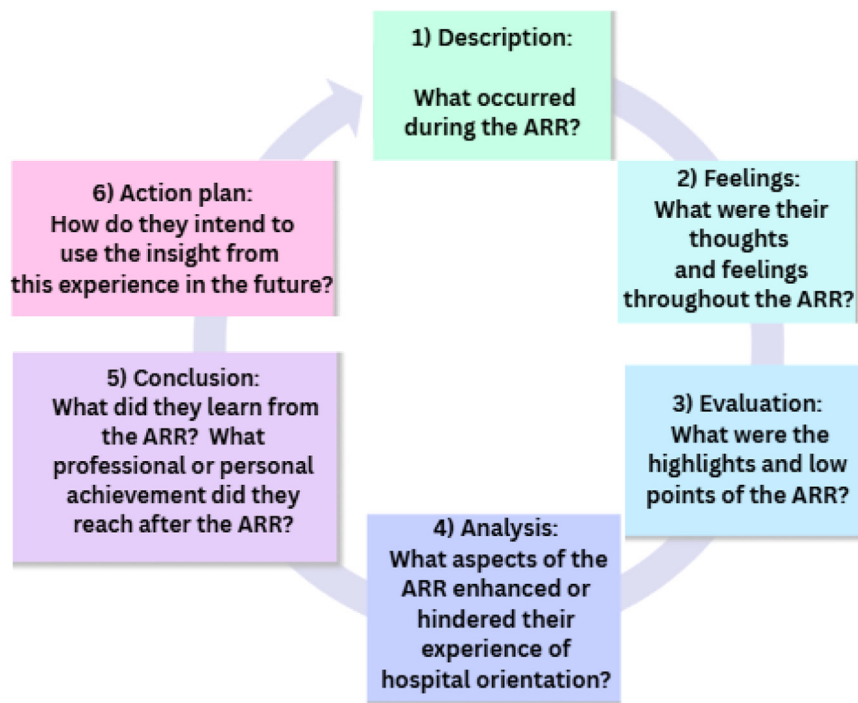 1) Description:
What occurred
during the ARR?
2) Feelings:
What were their
thoughts
and feelings
throughout the ARR?
3) Evaluation:
What were the
highlights and low
points of the ARR?
4) Analysis:
What aspects of the
ARR enhanced or
hindered their
experience of
hospital orientation?
5) Conclusion:
What did they learn from
the ARR? What
professional or personal
achievement did they
reach after the ARR?
6) Action plan:
How do they intend to
use the insight from
this experience in the future?